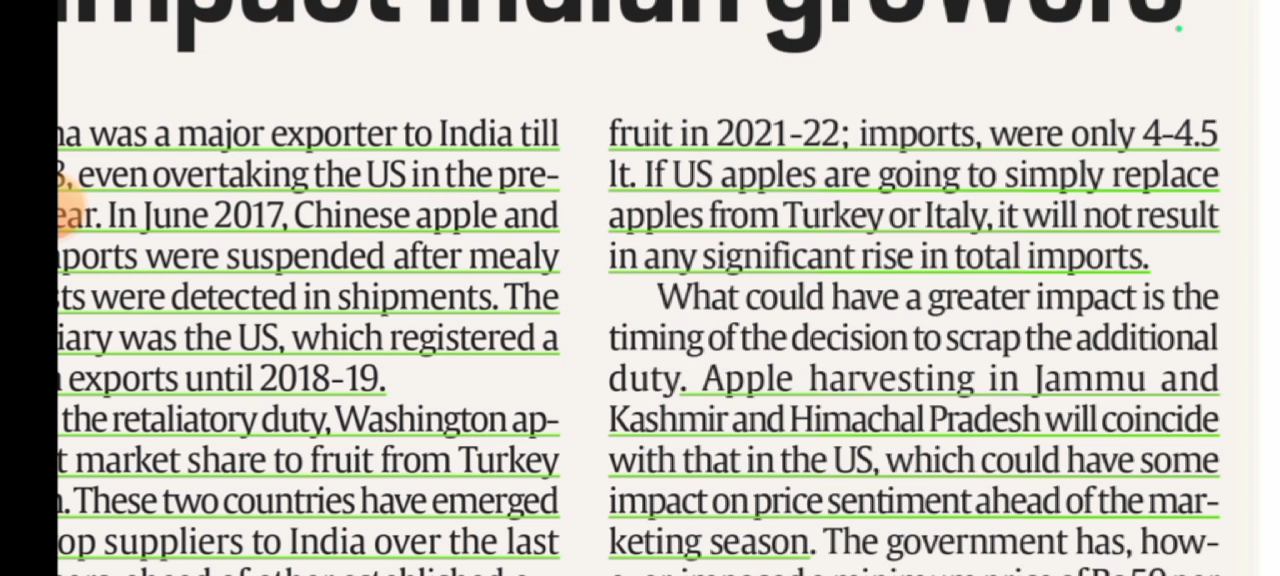 impact Indian growers
was a major exporter to India till
even overtaking the US in the pre-
In June 2017, Chinese apple and
were suspended after mealy
were detected in shipments. The
was the US, which registered a
exports until 2018-19.
the retaliatory duty, Washington ap-
market share to fruit from Turkey
These two countries have emerged
suppliers to India over the last
fruit in 2021-22; imports, were only 4-4.5
lt. If US apples are going to simply replace
apples from Turkey or Italy, it will not result
in any significant rise in total imports.
What could have a greater impact is the
timing of the decision to scrap the additional
duty. Apple harvesting in Jammu and
Kashmir and Himachal Pradesh will coincide
with that in the US, which could have some
impact on price sentiment ahead of the mar-
keting season. The government has, how-